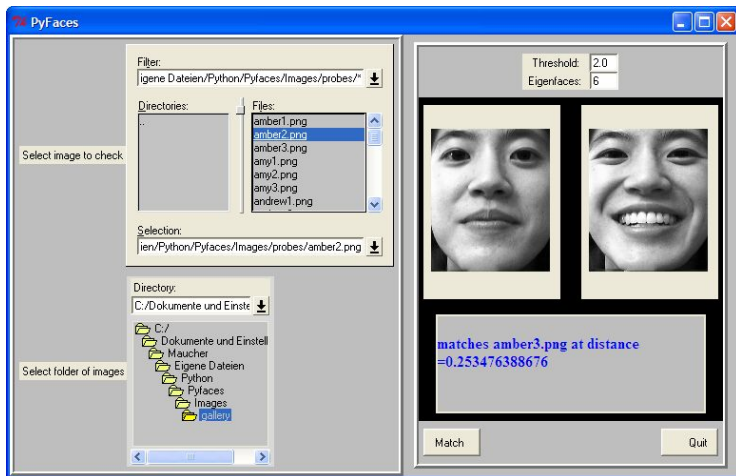 PyFaces
Filter:
igene Dateien/Python/Pyfaces/Images/probes/*
Directories:
Files:
..
amber1.png
amber2.png
amber3.png
amy1.png
amy2.png
amy3.png
andrew1.png
Select image to check
Selection:
ien/Python/Pyfaces/Images/probes/amber2.png
Directory:
C:/Dokumente und Einste
C:/
Dokumente und Einstell
Maucher
Eigene Dateien
Python
Pyfaces
Images
gallery
Select folder of images
Threshold: 2.0
Eigenfaces: 6
matches amber3.png at distance
=0.253476388676
Match
Quit